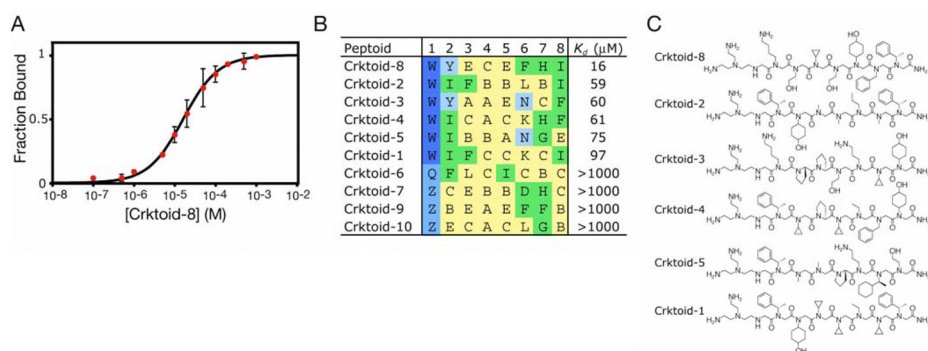 A
Fraction Bound
1
0.5
0
10-8 10-7 10-6 10-5 10-4 10-3 10-2
[Crktoid-8] (M)
B
Peptoid 1 2 3 4 5 6 7 8 Kd (μM)
Crktoid-8 W Y E C E F H I 16
Crktoid-2 W I F B B L B I 59
Crktoid-3 W Y A A E N C F 60
Crktoid-4 W I C A C K H F 61
Crktoid-5 W I B B A N G E 75
Crktoid-1 W I F C C K C I 97
Crktoid-6 Q F L C I C B C >1000
Crktoid-7 Z C E B B D H C >1000
Crktoid-9 Z B E A E F F B >1000
Crktoid-10 Z E C A C L G B >1000
C
Crktoid-8
Crktoid-2
Crktoid-3
Crktoid-4
Crktoid-5
Crktoid-1